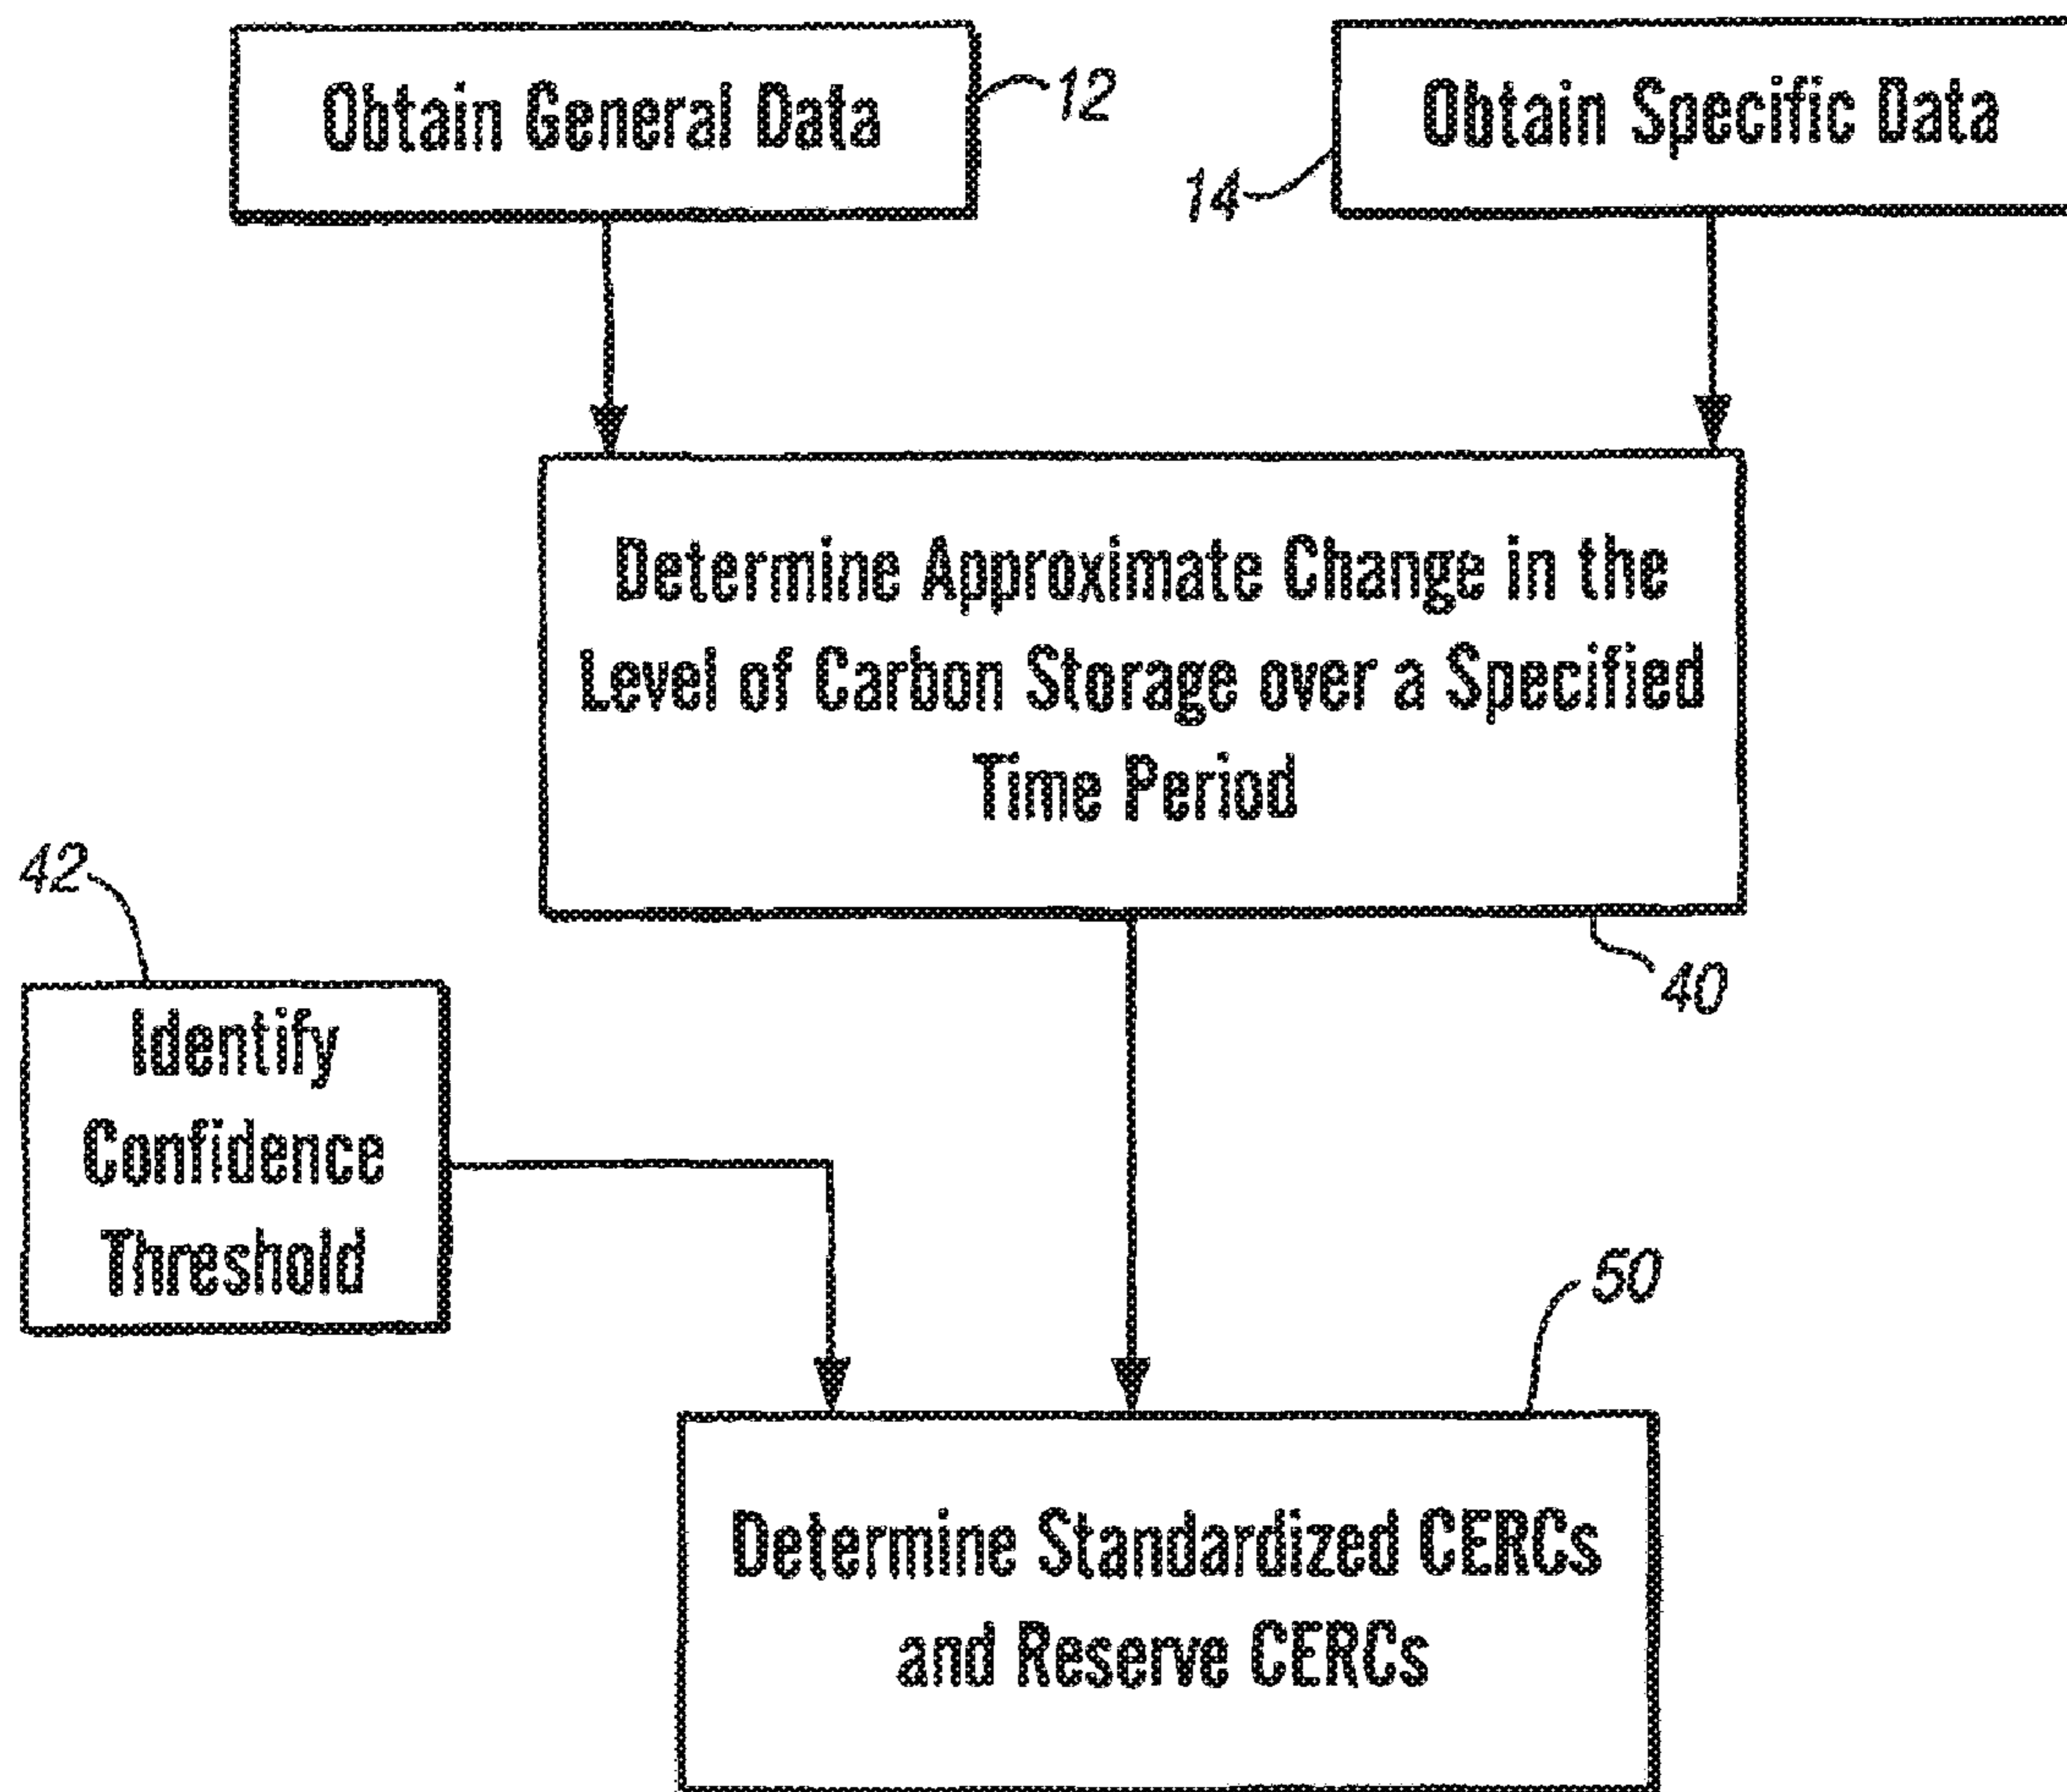 Obtain General Data
12
Obtain Specific Data
14
Determine Approximate Change in the
Level of Carbon Storage over a Specified
Time Period
40
42
Identify
Confidence
Threshold
50
Determine Standardized CERCs
and Reserve CERCs